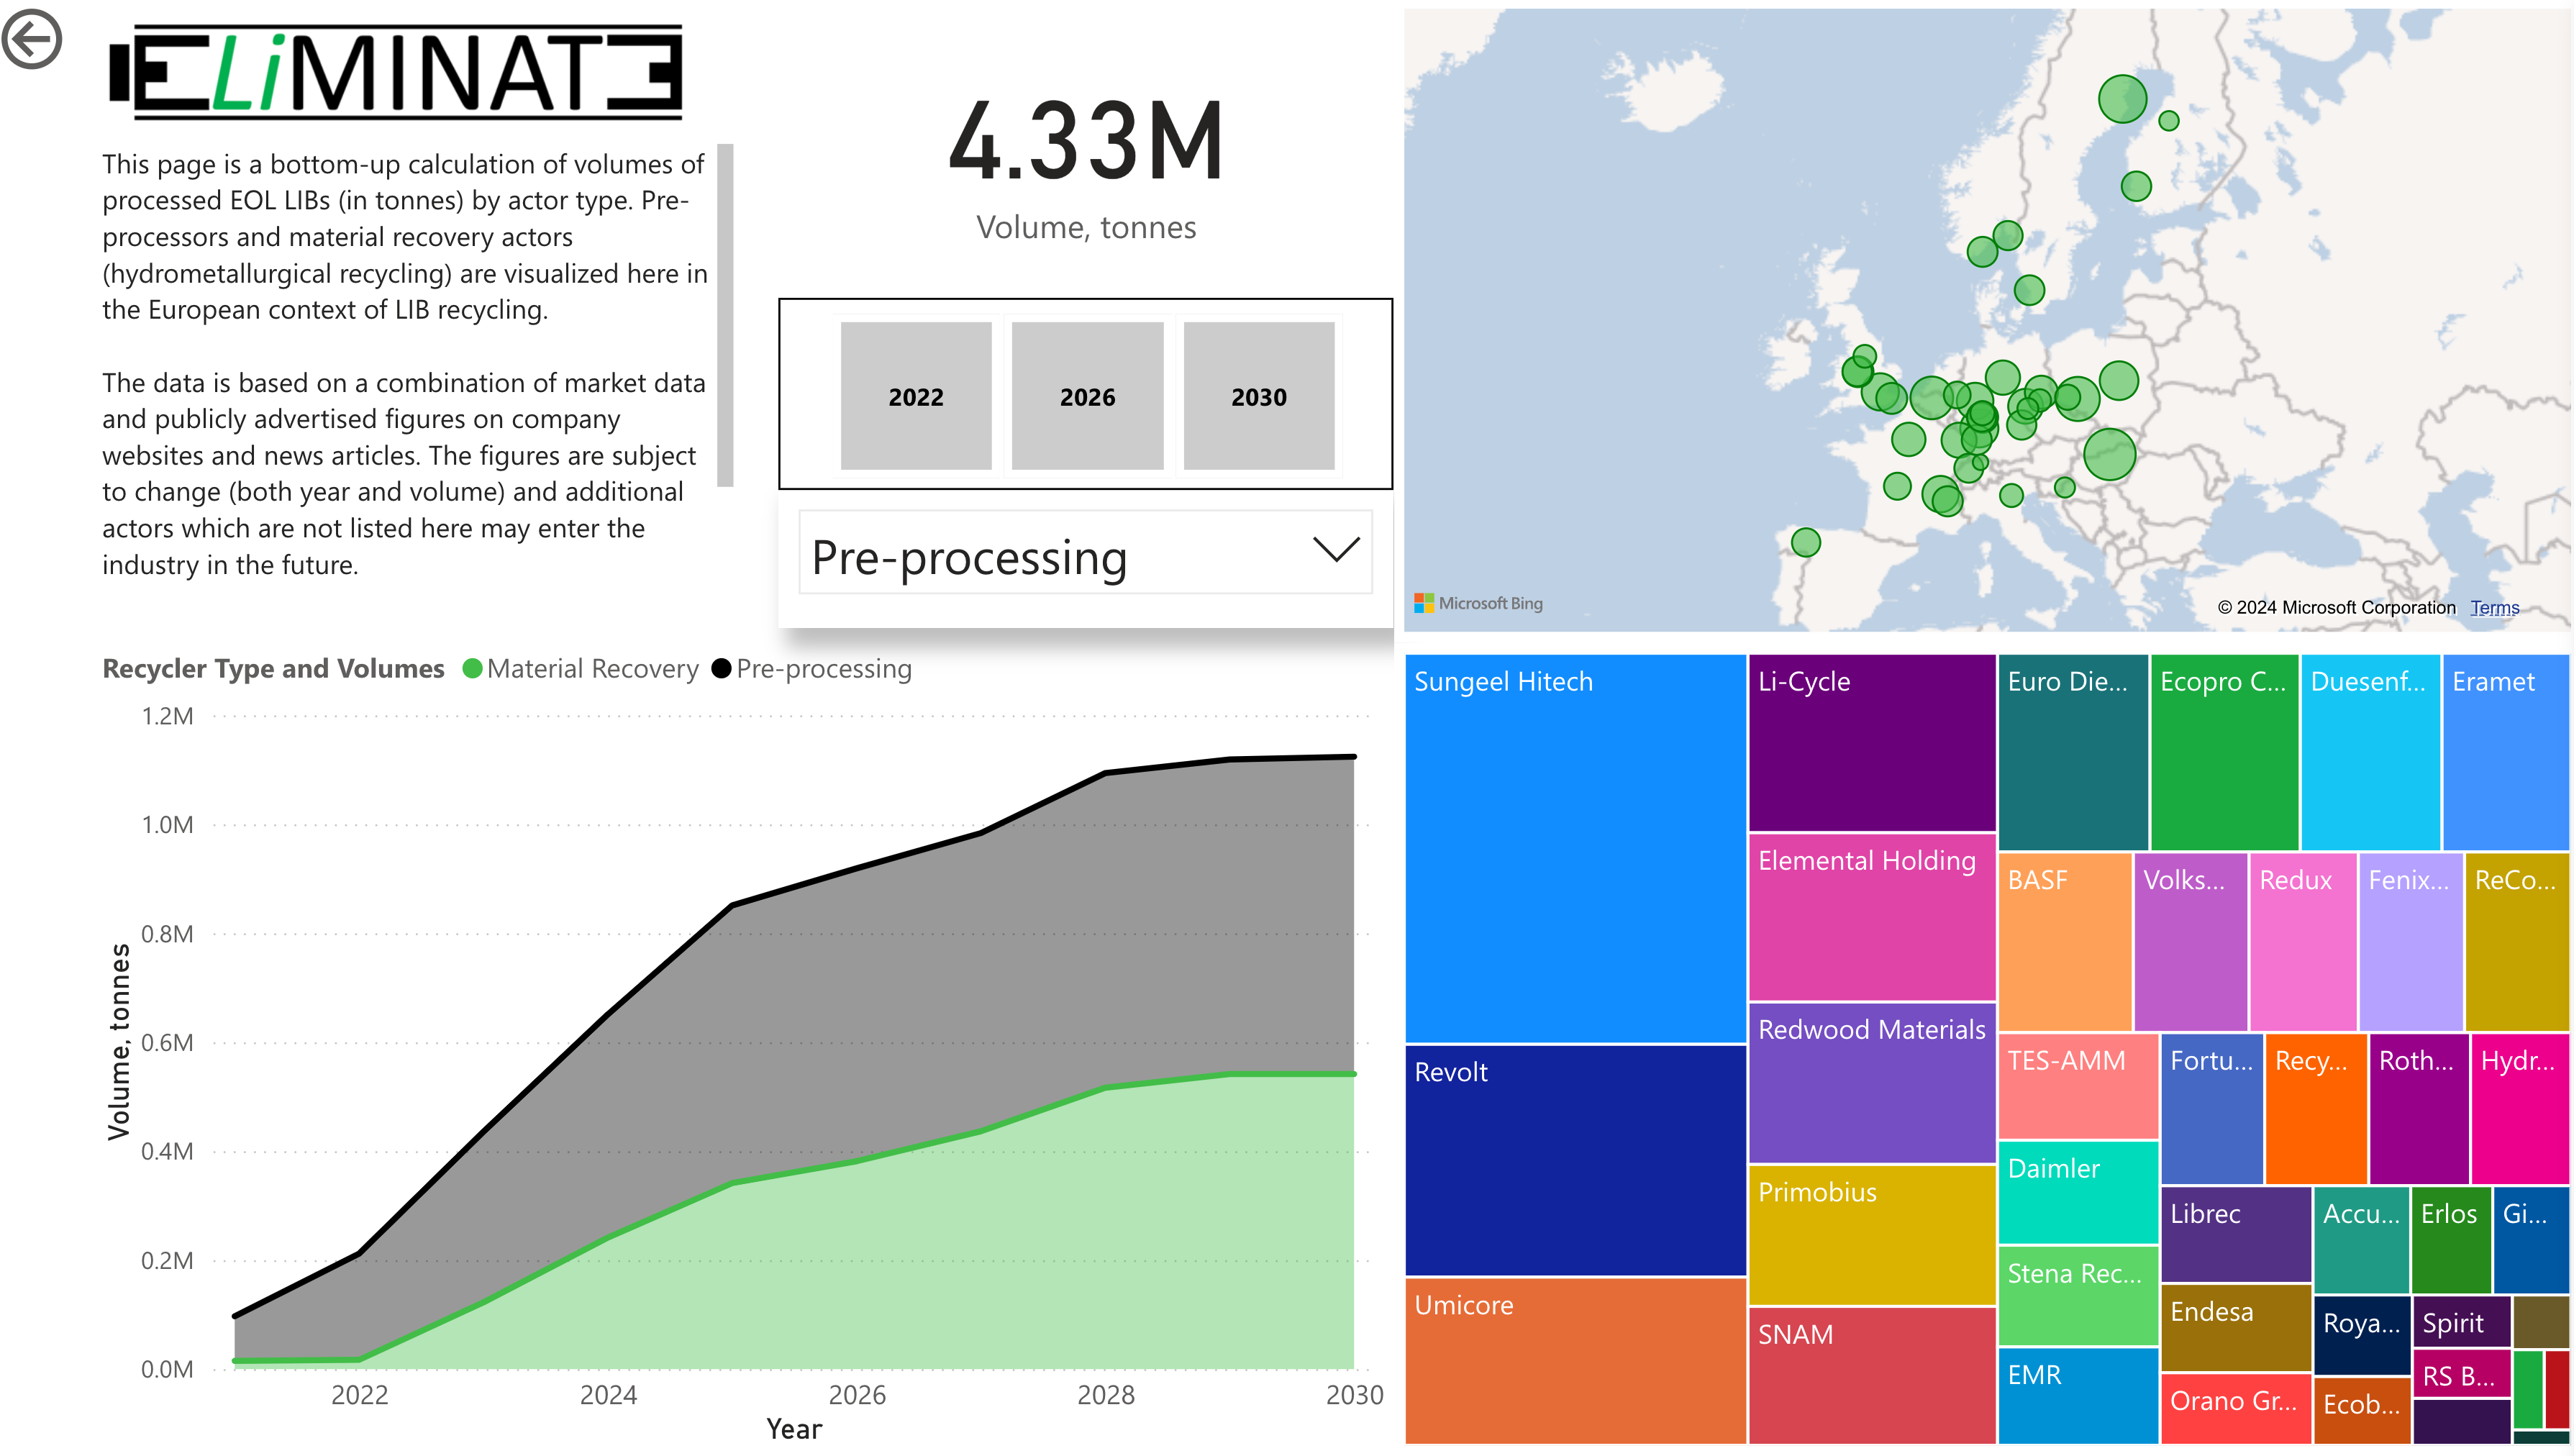 ELiMINATE
This page is a bottom-up calculation of volumes of
processed EOL LIBs (in tonnes) by actor type. Pre-
processors and material recovery actors
(hydrometallurgical recycling) are visualized here in
the European context of LIB recycling.
The data is based on a combination of market data
and publicly advertised figures on company
websites and news articles. The figures are subject
to change (both year and volume) and additional
actors which are not listed here may enter the
industry in the future.
4.33M
Volume, tonnes
2022 2026 2030
Pre-processing
Microsoft Bing
© 2024 Microsoft Corporation Terms
Recycler Type and Volumes Material Recovery Pre-processing
1.2M
1.0M
0.8M
0.6M
0.4M
0.2M
0.0M
Volume, tonnes
2022 2024 2026 2028 2030
Year
Sungeel Hitech
Revolt
Umicore
Li-Cycle
Elemental Holding
Redwood Materials
Primobius
SNAM
Euro Die... Ecopro C... Duesenf... Eramet
BASF Volks... Redux Fenix... ReCo...
TES-AMM
Daimler
Stena Rec...
EMR
Fortu... Recy... Roth... Hydr...
Librec
Endesa
Orano Gr...
Accu... Erlos Gi...
Roya...
Ecob...
Spirit
RS B...